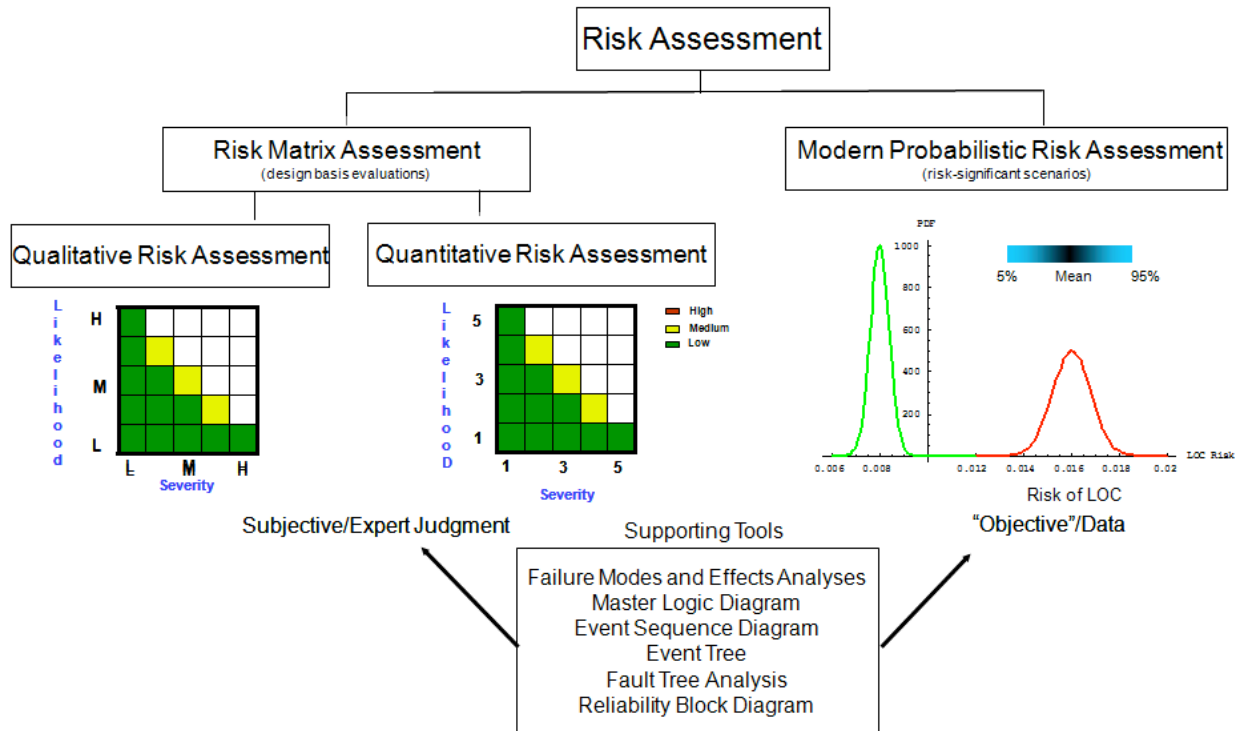 Risk Assessment
Risk Matrix Assessment
(design basis evaluations)
Modern Probabilistic Risk Assessment
(risk-significant scenarios)
Qualitative Risk Assessment
Quantitative Risk Assessment
Likelihood
H
M
L
L M H
Severity
LikelihooD
5
3
1
1 3 5
Severity
High
Medium
Low
PDF
1000
800
600
400
200
0.006 0.008 0.012 0.014 0.016 0.018 0.02
LOC Risk
5% Mean 95%
Risk of LOC
Subjective/Expert Judgment
"Objective"/Data
Supporting Tools
Failure Modes and Effects Analyses
Master Logic Diagram
Event Sequence Diagram
Event Tree
Fault Tree Analysis
Reliability Block Diagram